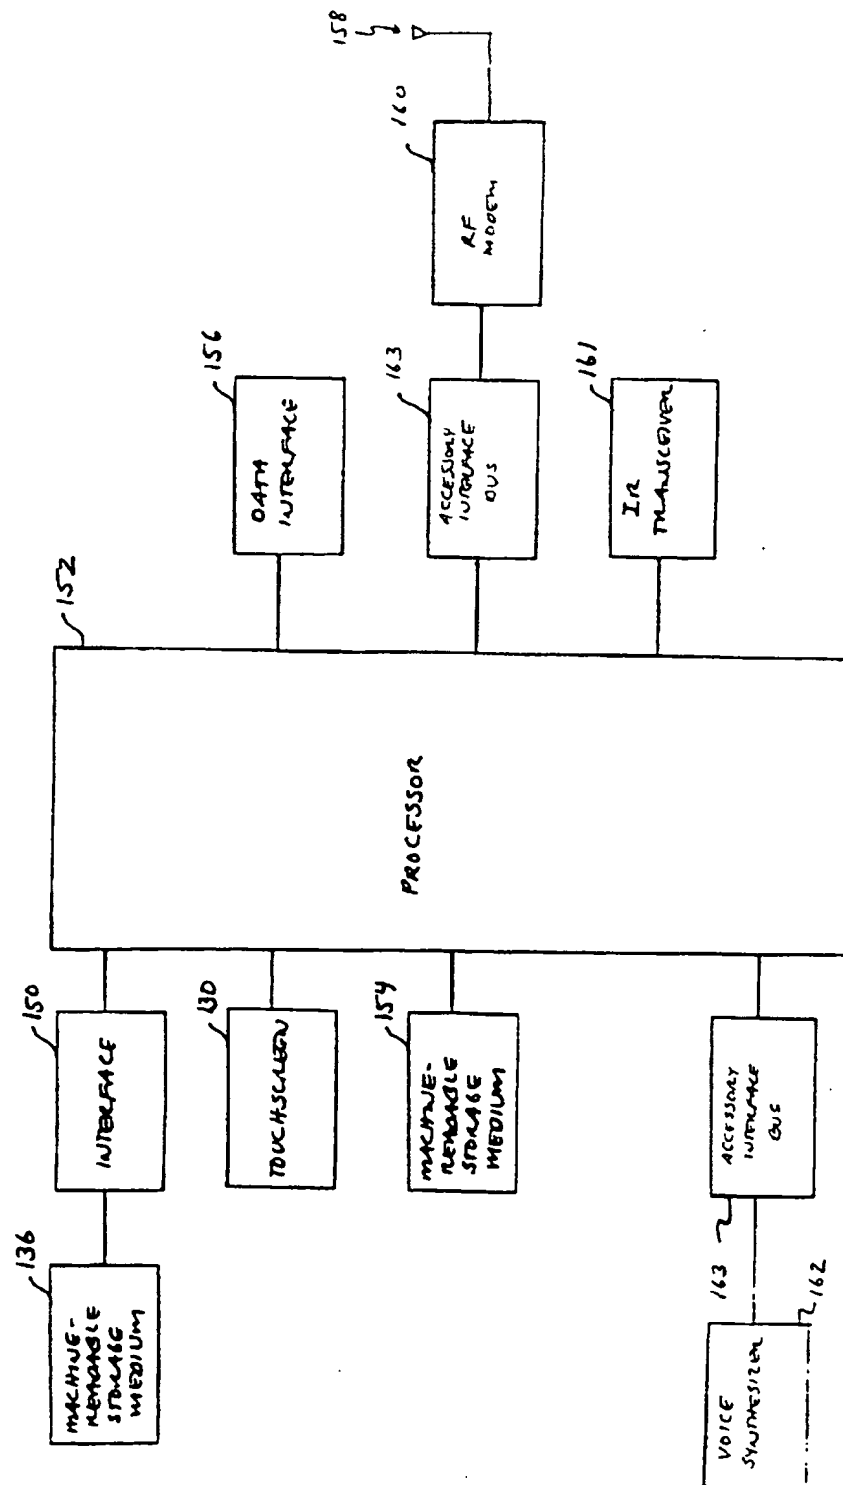 136
MACHINE-
READABLE
STORAGE
MEDIUM
150
INTERFACE
130
TOUCHSCREEN
154
MACHINE-
READABLE
STORAGE
MEDIUM
163
ACCESSORY
INTERFACE
BUS
162
VOICE
SYNTHESIZER
152
PROCESSOR
156
DATA
INTERFACE
163
ACCESSORY
INTERFACE
BUS
161
IR
TRANSCEIVER
160
RF
MODEM
158